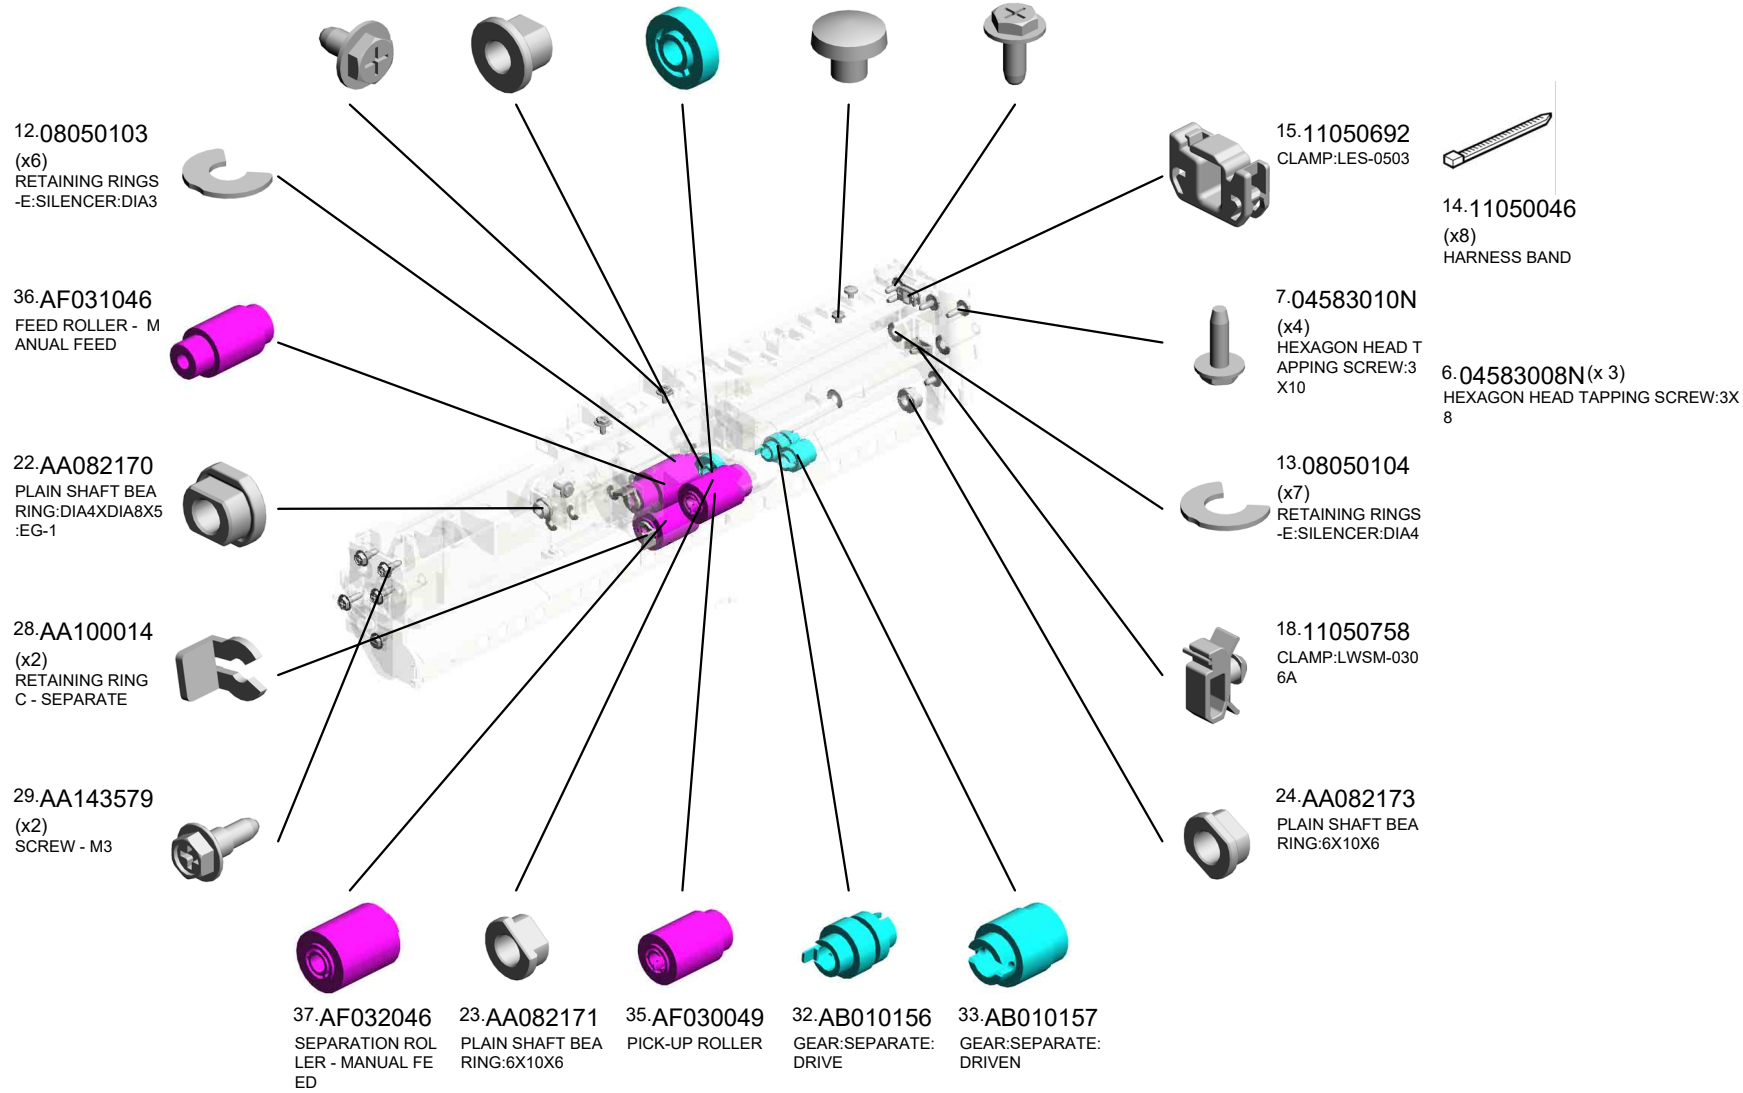 12.08050103
(x6)
RETAINING RINGS
-E:SILENCER:DIA3
36.AF031046
FEED ROLLER - M
ANUAL FEED
22.AA082170
PLAIN SHAFT BEA
RING:DIA4XDIA8X5
:EG-1
28.AA100014
(x2)
RETAINING RING
C - SEPARATE
29.AA143579
(x2)
SCREW - M3
37.AF032046
SEPARATION ROL
LER - MANUAL FE
ED
23.AA082171
PLAIN SHAFT BEA
RING:6X10X6
35.AF030049
PICK-UP ROLLER
32.AB010156
GEAR:SEPARATE:
DRIVE
33.AB010157
GEAR:SEPARATE:
DRIVEN
15.11050692
CLAMP:LES-0503
14.11050046
(x8)
HARNESS BAND
7.04583010N
(x4)
HEXAGON HEAD T
APPING SCREW:3
X10
6.04583008N(x 3)
HEXAGON HEAD TAPPING SCREW:3X
8
13.08050104
(x7)
RETAINING RINGS
-E:SILENCER:DIA4
18.11050758
CLAMP:LWSM-030
6A
24.AA082173
PLAIN SHAFT BEA
RING:6X10X6